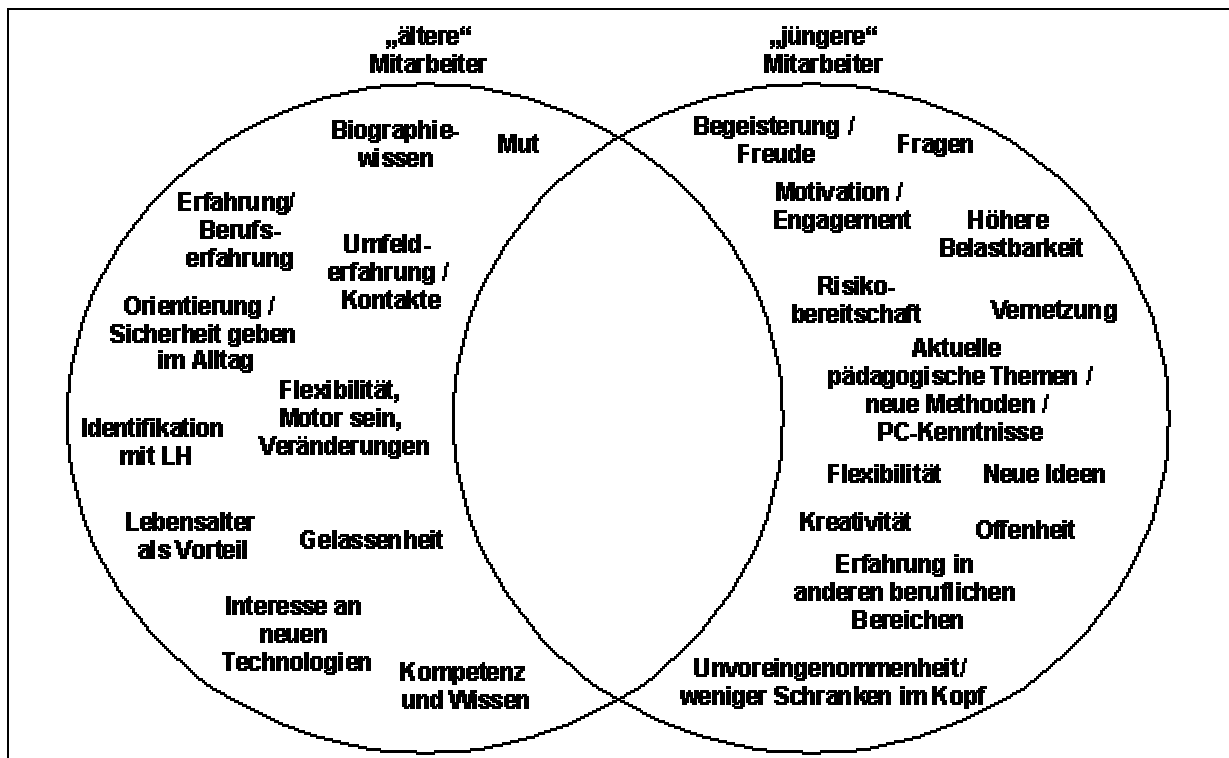 „ältere“
Mitarbeiter
Biographie-
wissen
Mut
Erfahrung/
Berufs-
erfahrung
Umfeld-
erfahrung /
Kontakte
Orientierung /
Sicherheit geben
im Alltag
Flexibilität,
Motor sein,
Veränderungen
Identifikation
mit LH
Lebensalter
als Vorteil
Gelassenheit
Interesse an
neuen
Technologien
Kompetenz
und Wissen
„jüngere“
Mitarbeiter
Begeisterung /
Freude
Fragen
Motivation /
Engagement
Höhere
Belastbarkeit
Risiko-
bereitschaft
Vernetzung
Aktuelle
pädagogische Themen /
neue Methoden /
PC-Kenntnisse
Flexibilität
Neue Ideen
Kreativität
Offenheit
Erfahrung in
anderen beruflichen
Bereichen
Unvoreingenommenheit/
weniger Schranken im Kopf